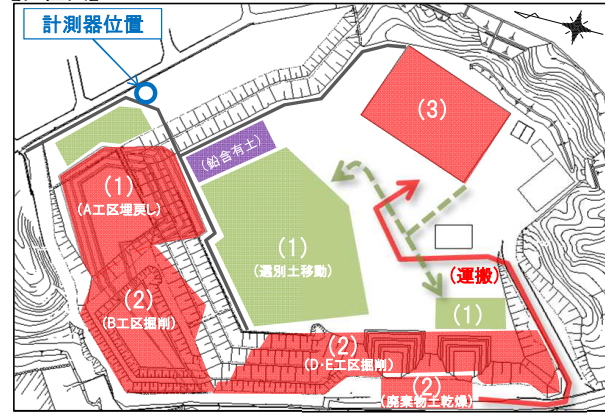 計測器位置
(3)
(鉛含有土)
(1)
(A工区埋戻し)
(1)
(選別土移動)
(2)
(B工区掘削)
(運搬)
(1)
(2)
(D・E工区掘削)
(2)
(廃棄物土乾燥)